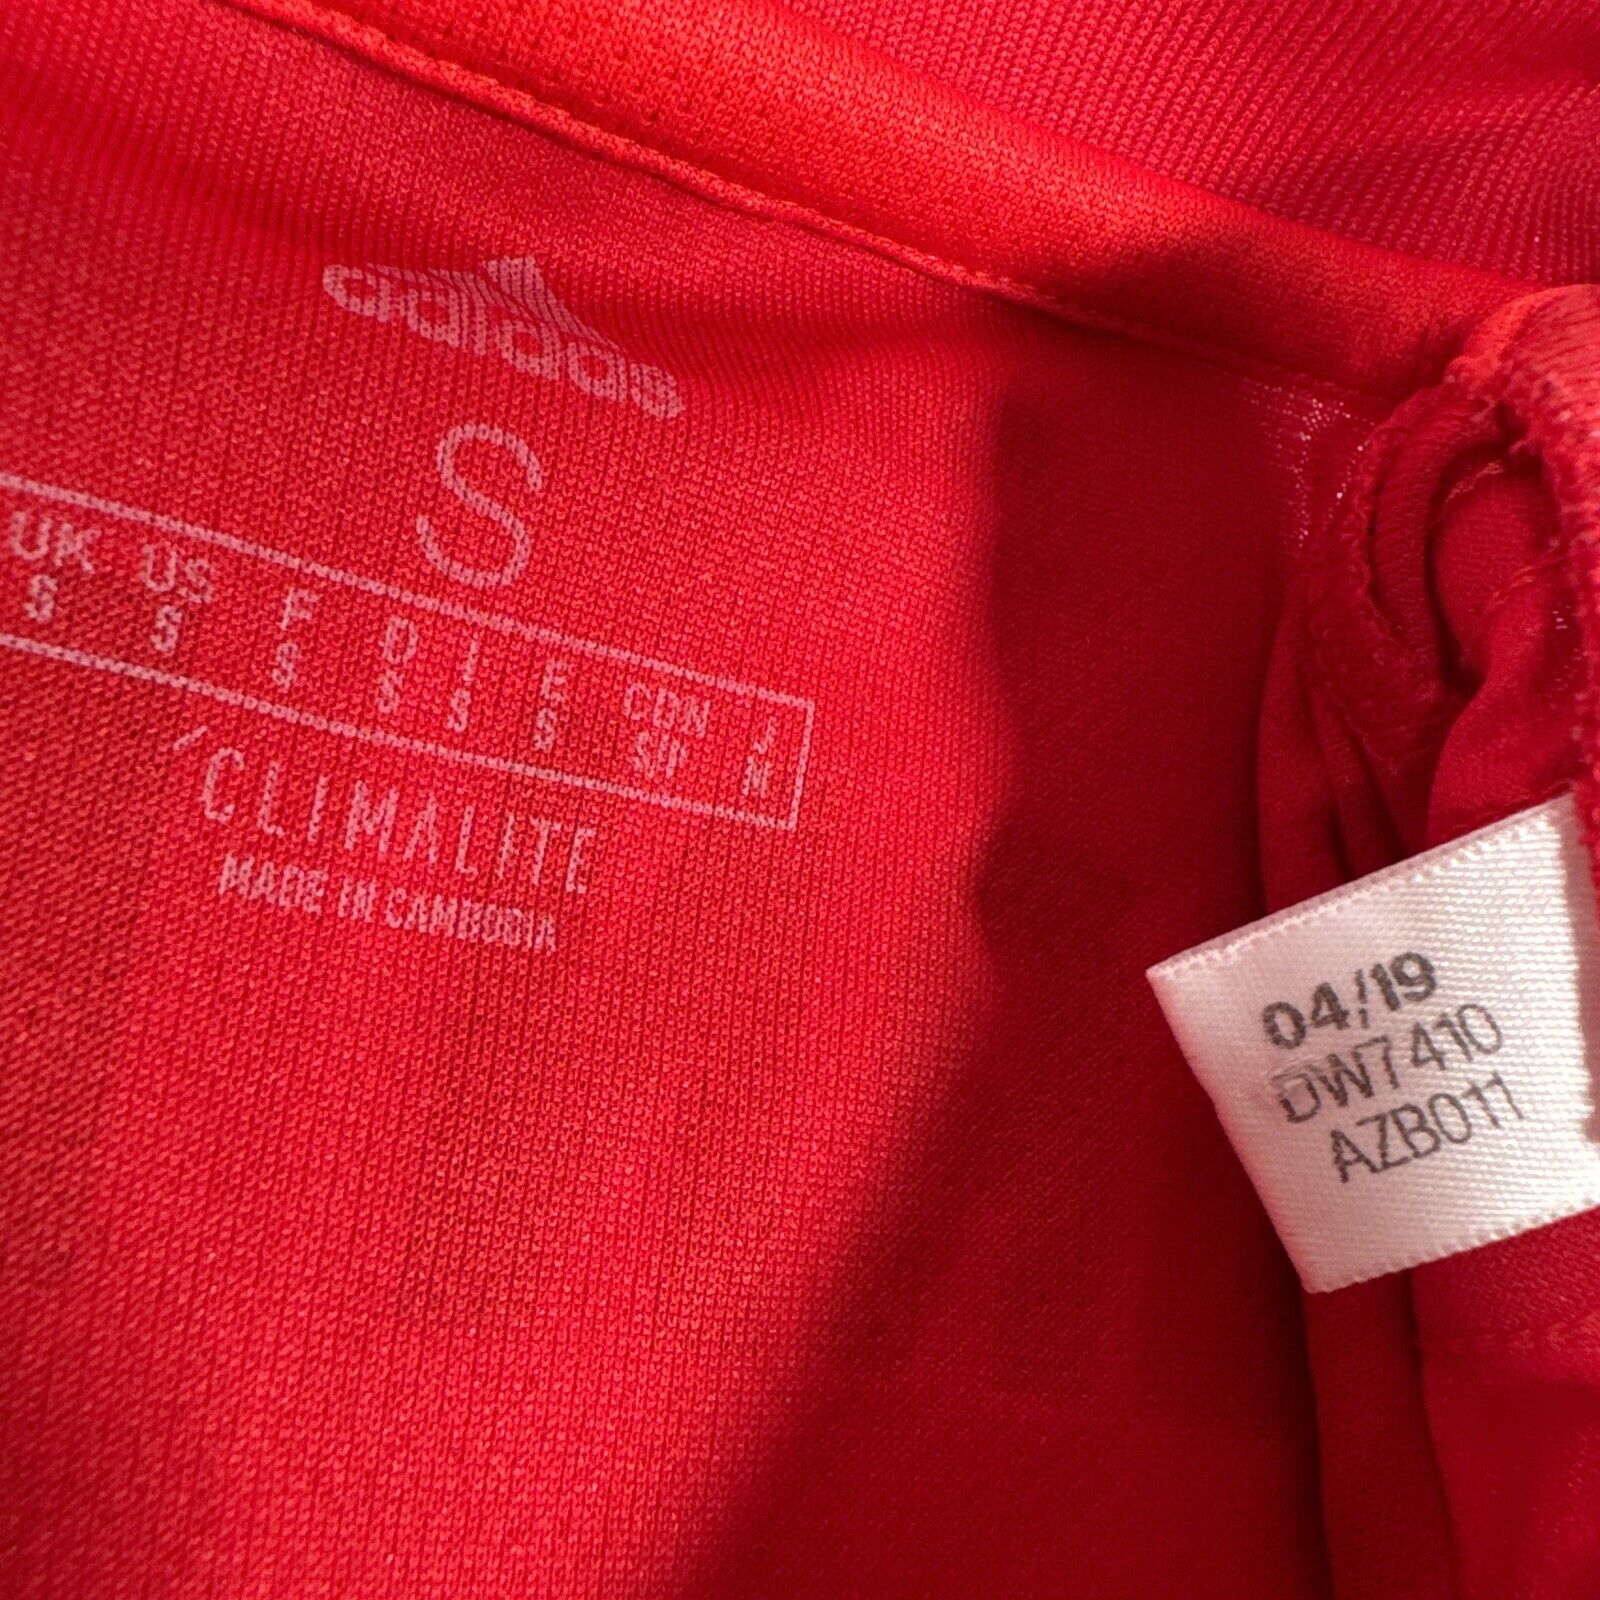 adidas
S
UK US F D I E CDN J
S S S S S S S/P M
CLIMALITE
MADE IN CAMBODIA
04/19
DW7410
AZB011